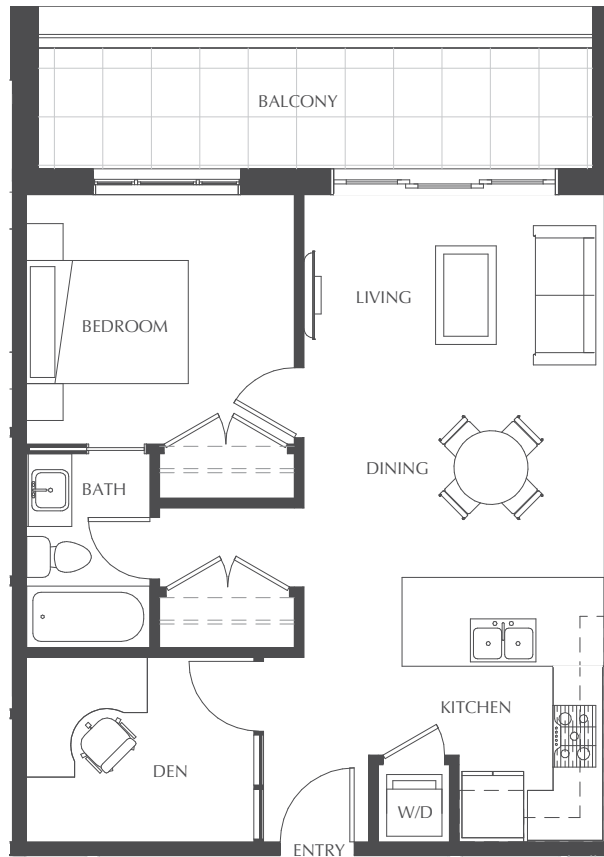 BALCONY
LIVING
BEDROOM
DINING
BATH
KITCHEN
DEN
W/D
ENTRY